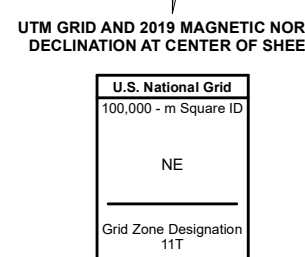 UTM GRID AND 2019 MAGNETIC NOR
DECLINATION AT CENTER OF SHEE
U.S. National Grid
100,000 - m Square ID
NE
Grid Zone Designation
11T